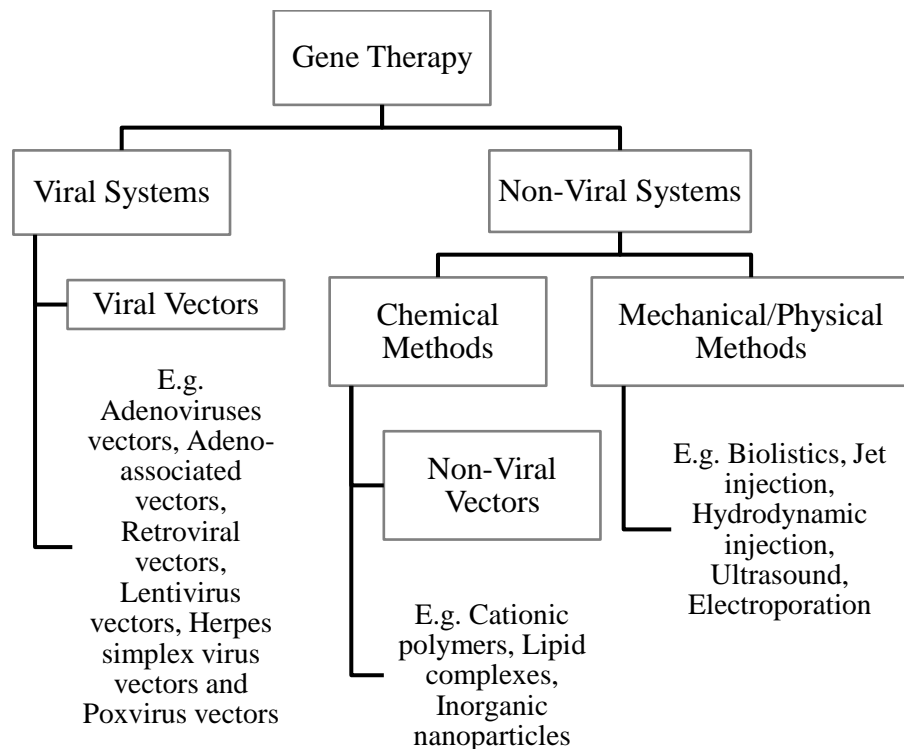 Gene Therapy
Viral Systems
Non-Viral Systems
Viral Vectors
Chemical
Methods
Mechanical/Physical
Methods
E.g.
Adenoviruses
vectors, Adeno-
associated
vectors,
Retroviral
vectors,
Lentivirus
vectors, Herpes
simplex virus
vectors and
Poxvirus vectors
Non-Viral
Vectors
E.g. Cationic
polymers, Lipid
complexes,
Inorganic
nanoparticles
E.g. Biolistics, Jet
injection,
Hydrodynamic
injection,
Ultrasound,
Electroporation